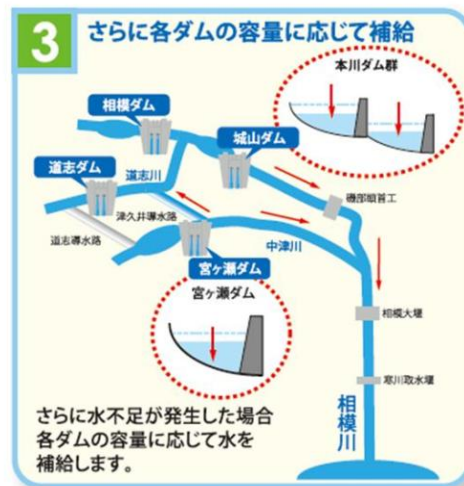 3
さらに各ダムの容量に応じて補給
本川ダム群
相模ダム
城山ダム
道志ダム
道志川
磯部頭首工
津久井導水路
道志導水路
中津川
宮ヶ瀬ダム
宮ヶ瀬ダム
相模大堰
寒川取水堰
相模川
さらに水不足が発生した場合
各ダムの容量に応じて水を
補給します。